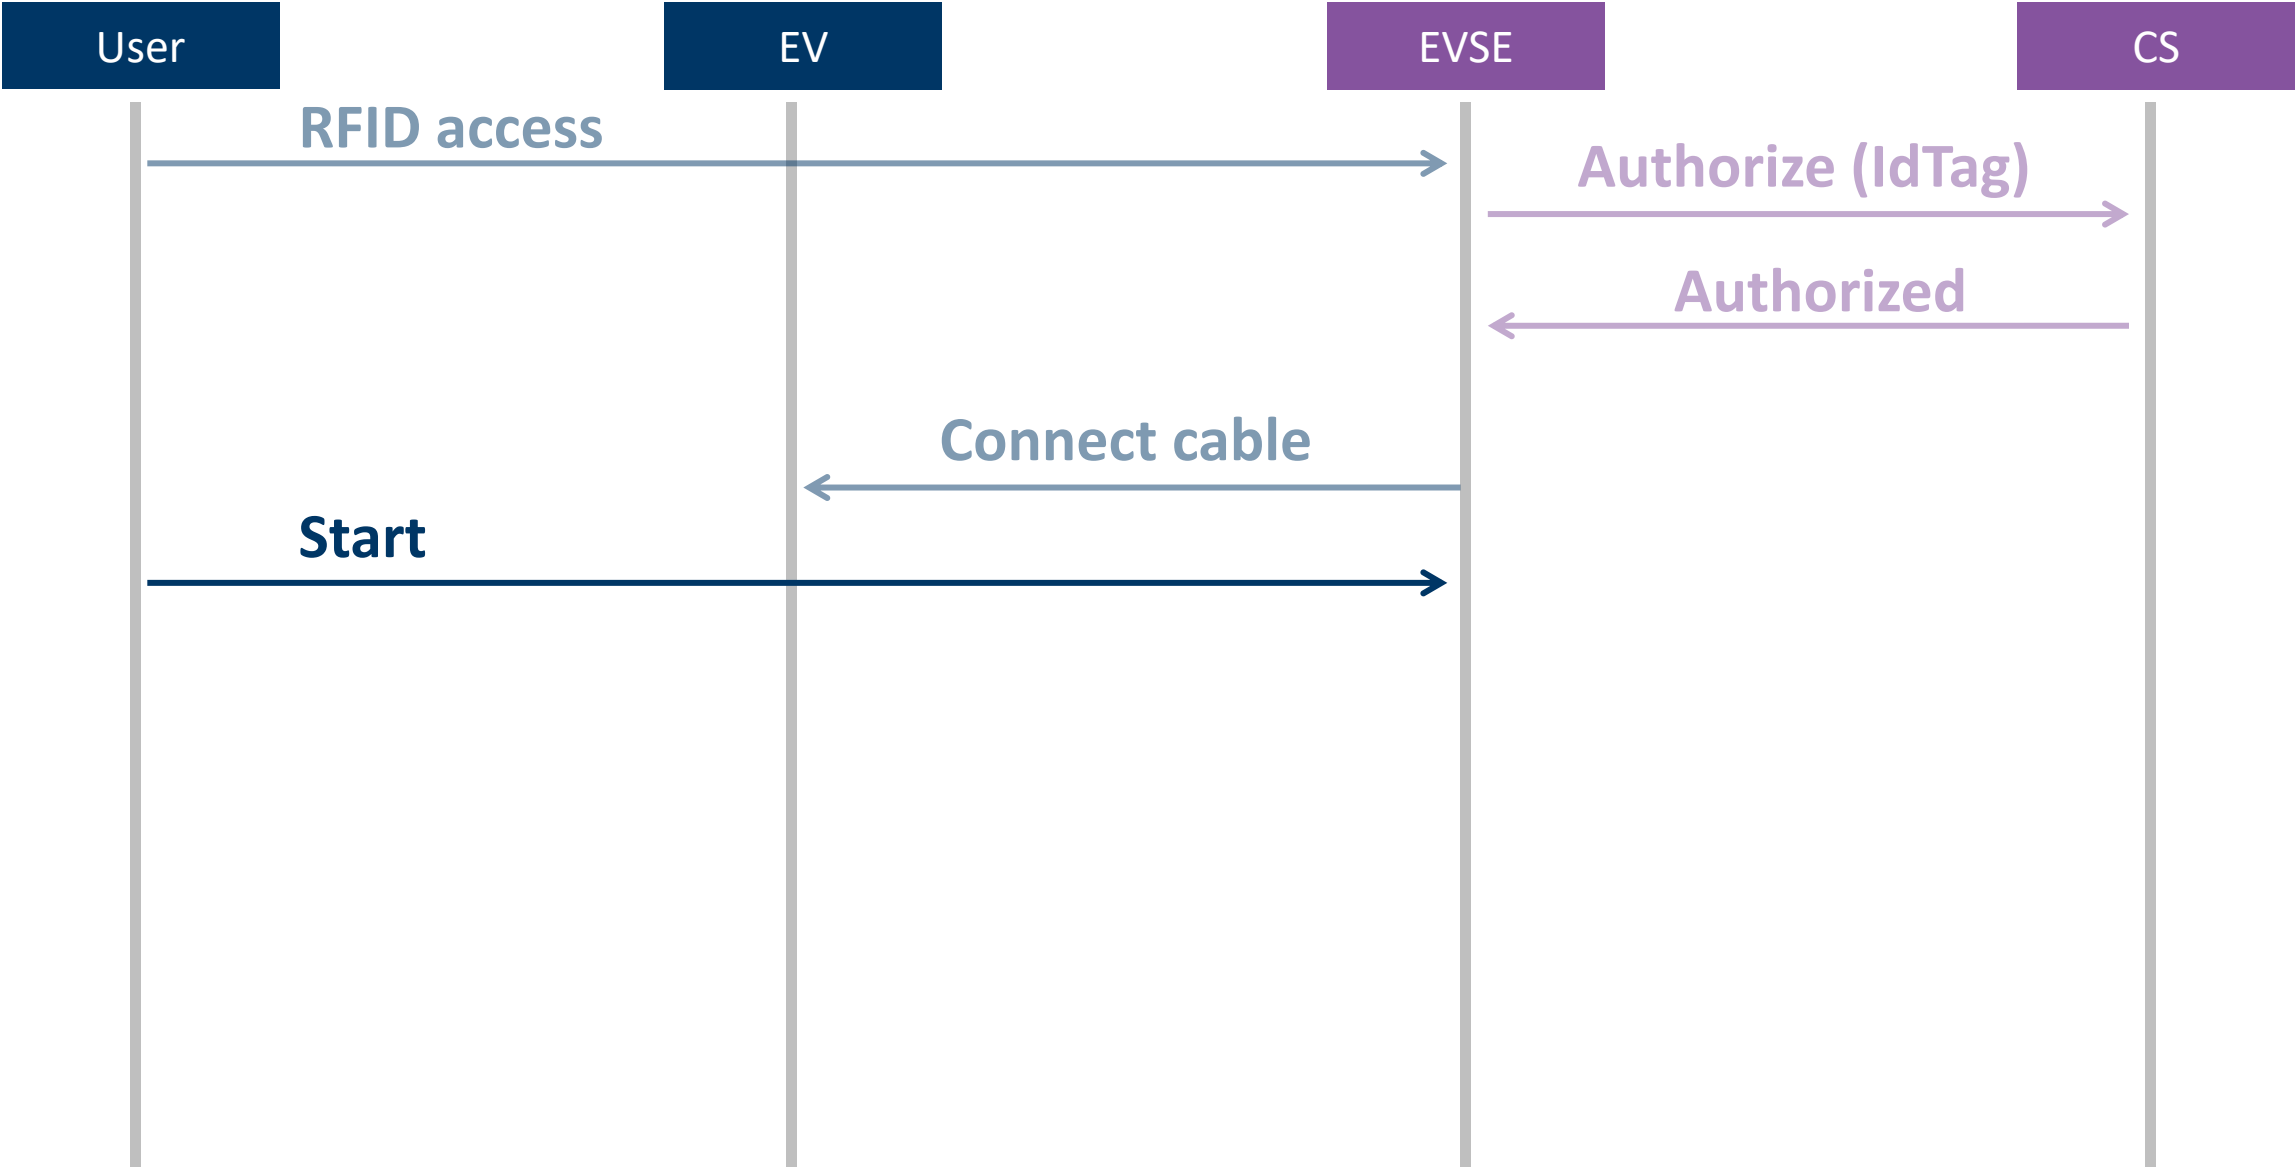 User
EV
EVSE
CS
RFID access
Authorize (IdTag)
Authorized
Connect cable
Start